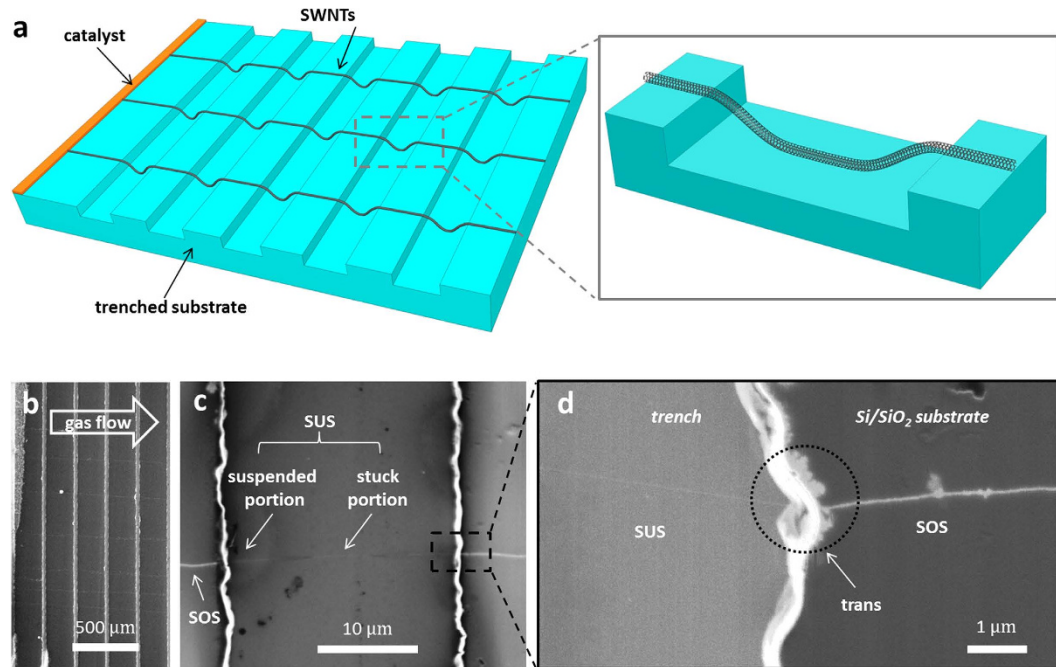 a
catalyst
SWNTs
trenched substrate
b
gas flow
500 μm
c
SUS
suspended
portion
stuck
portion
SOS
10 μm
d
trench
Si/SiO₂ substrate
SUS
SOS
trans
1 μm